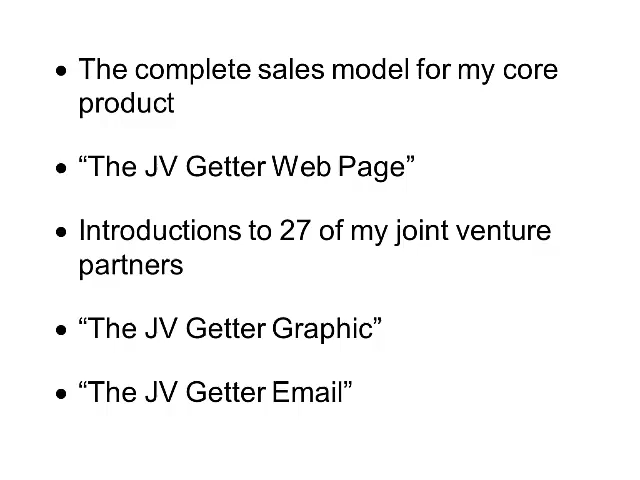 • The complete sales model for my core
product
• “The JV Getter Web Page”
• Introductions to 27 of my joint venture
partners
• “The JV Getter Graphic”
• “The JV Getter Email”